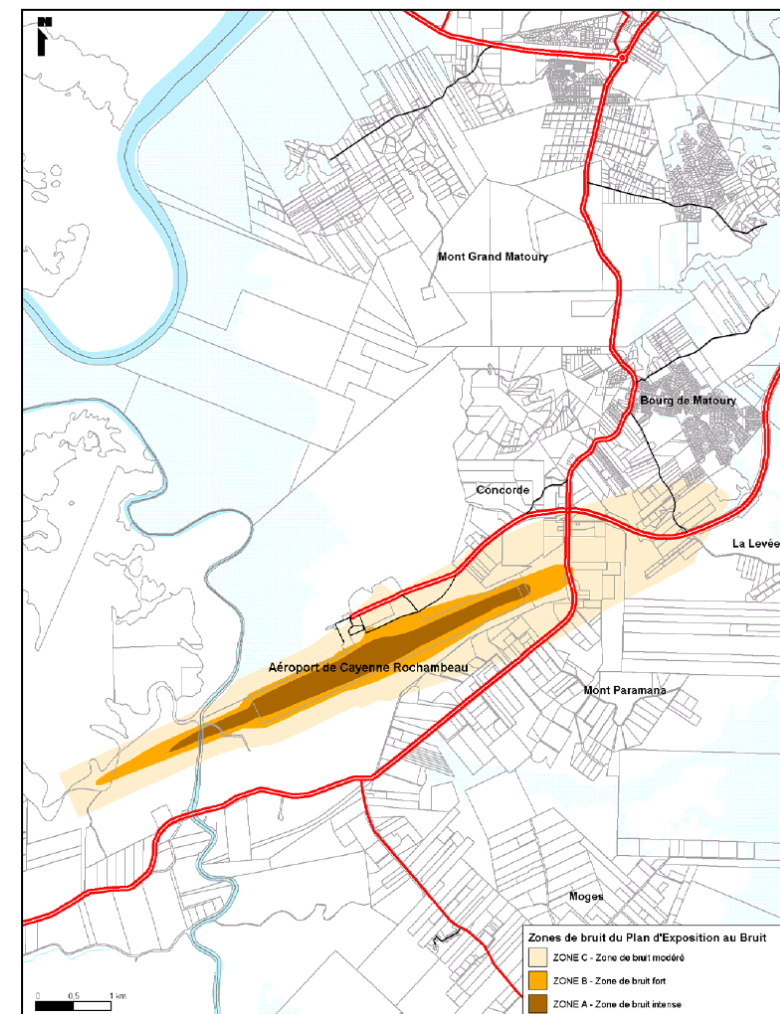 N
Mont Grand Matoury
Bourg de Matoury
Concorde
La Levée
Aéroport de Cayenne Rochambeau
Mont Paramana
Moges
Zones de bruit du Plan d'Exposition au Bruit
ZONE C - Zone de bruit modéré
ZONE B - Zone de bruit fort
ZONE A - Zone de bruit intense
0 0,5 1 km